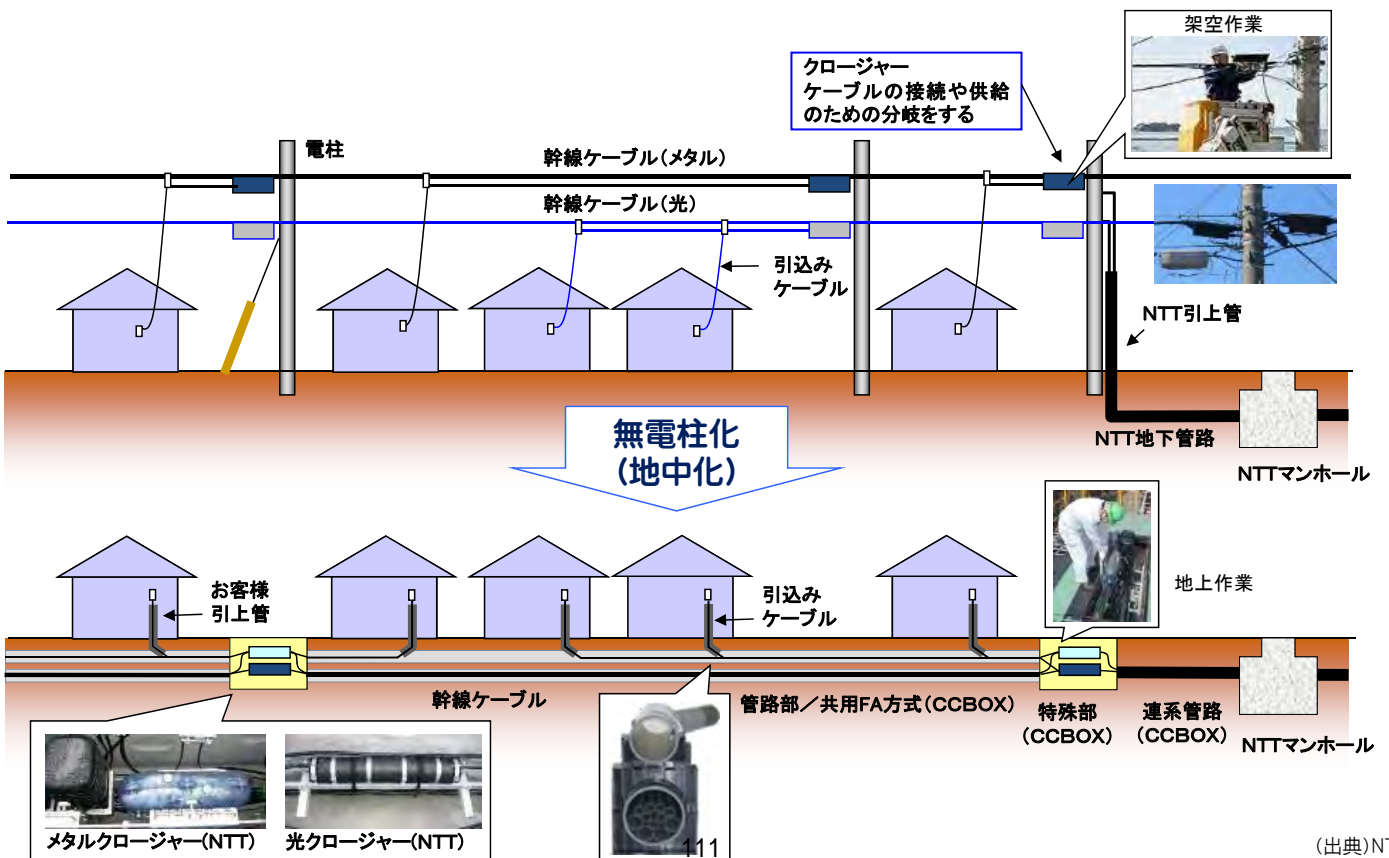 架空作業
クロージャー
ケーブルの接続や供給
のための分岐をする
電柱
幹線ケーブル(メタル)
幹線ケーブル(光)
引込み
ケーブル
NTT引上管
NTT地下管路
NTTマンホール
無電柱化
(地中化)
地上作業
お客様
引上管
引込み
ケーブル
幹線ケーブル
管路部/共用FA方式(CCBOX)
特殊部
(CCBOX)
連系管路
(CCBOX)
NTTマンホール
メタルクロージャー(NTT)
光クロージャー(NTT)
111
(出典)NT